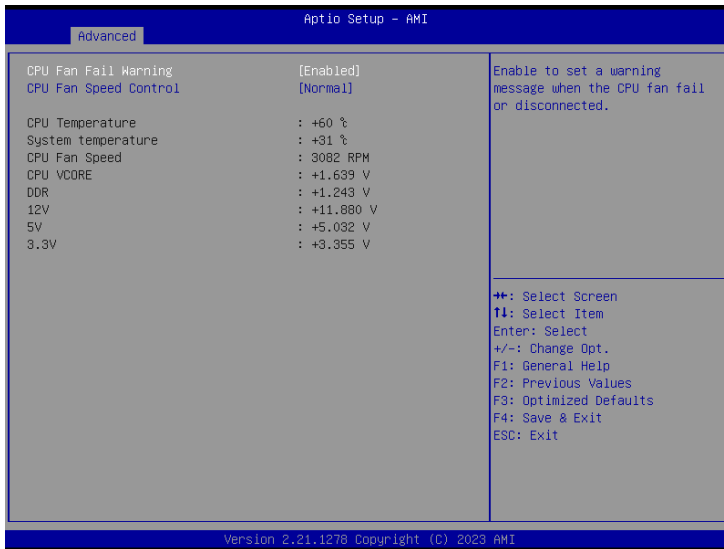 Aptio Setup – AMI
Advanced
CPU Fan Fail Warning [Enabled]
CPU Fan Speed Control [Normal]
CPU Temperature : +60 ℃
System temperature : +31 ℃
CPU Fan Speed : 3082 RPM
CPU VCORE : +1.639 V
DDR : +1.243 V
12V : +11.880 V
5V : +5.032 V
3.3V : +3.355 V
Enable to set a warning
message when the CPU fan fail
or disconnected.
→←: Select Screen
↑↓: Select Item
Enter: Select
+/-: Change Opt.
F1: General Help
F2: Previous Values
F3: Optimized Defaults
F4: Save & Exit
ESC: Exit
Version 2.21.1278 Copyright (C) 2023 AMI